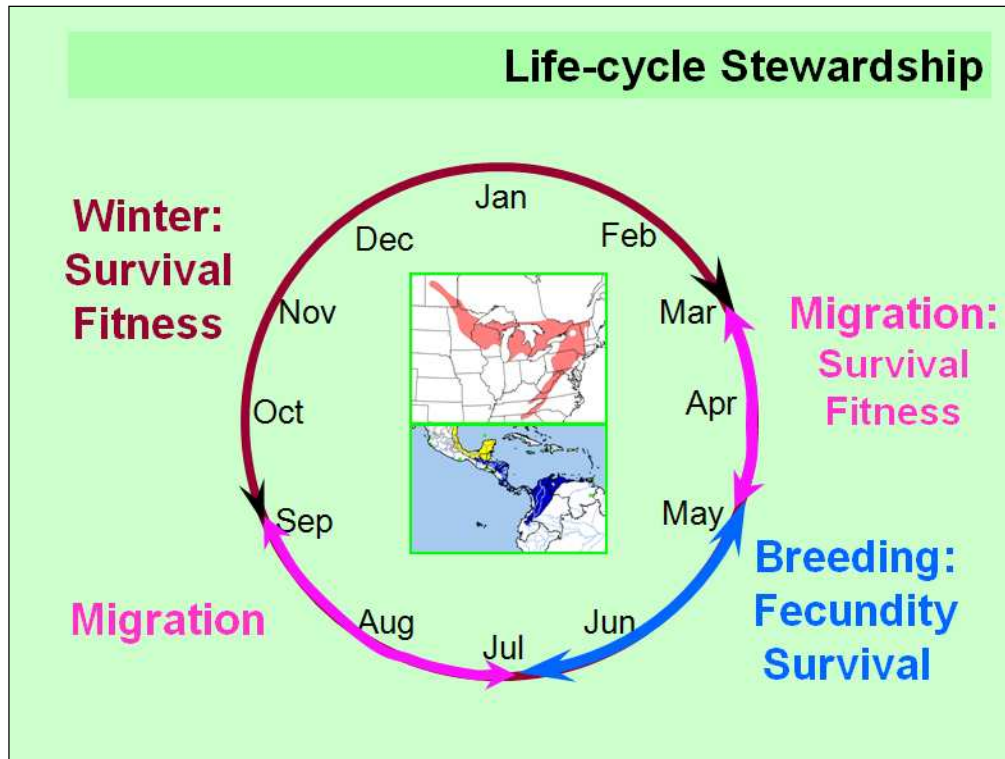 Life-cycle Stewardship
Winter:
Survival
Fitness
Jan
Feb
Mar
Apr
May
Jun
Jul
Aug
Sep
Oct
Nov
Dec
Migration:
Survival
Fitness
Breeding:
Fecundity
Survival
Migration